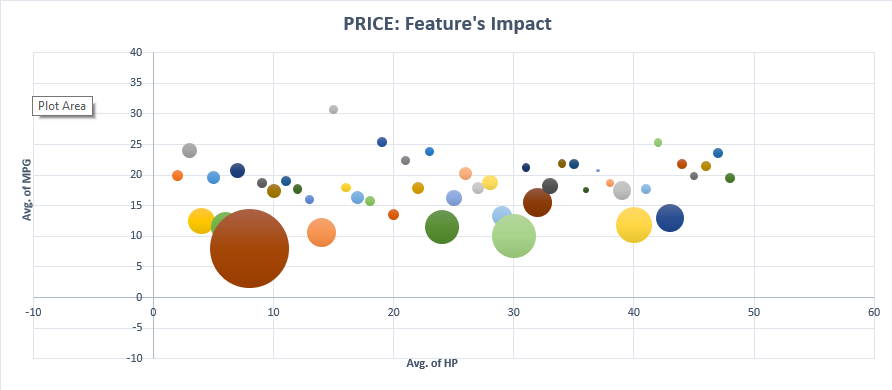 PRICE: Feature's Impact
40
35
30
25
20
15
10
5
0
-5
-10
Plot Area
Avg. of MPG
-10 0 10 20 30 40 50 60
Avg. of HP